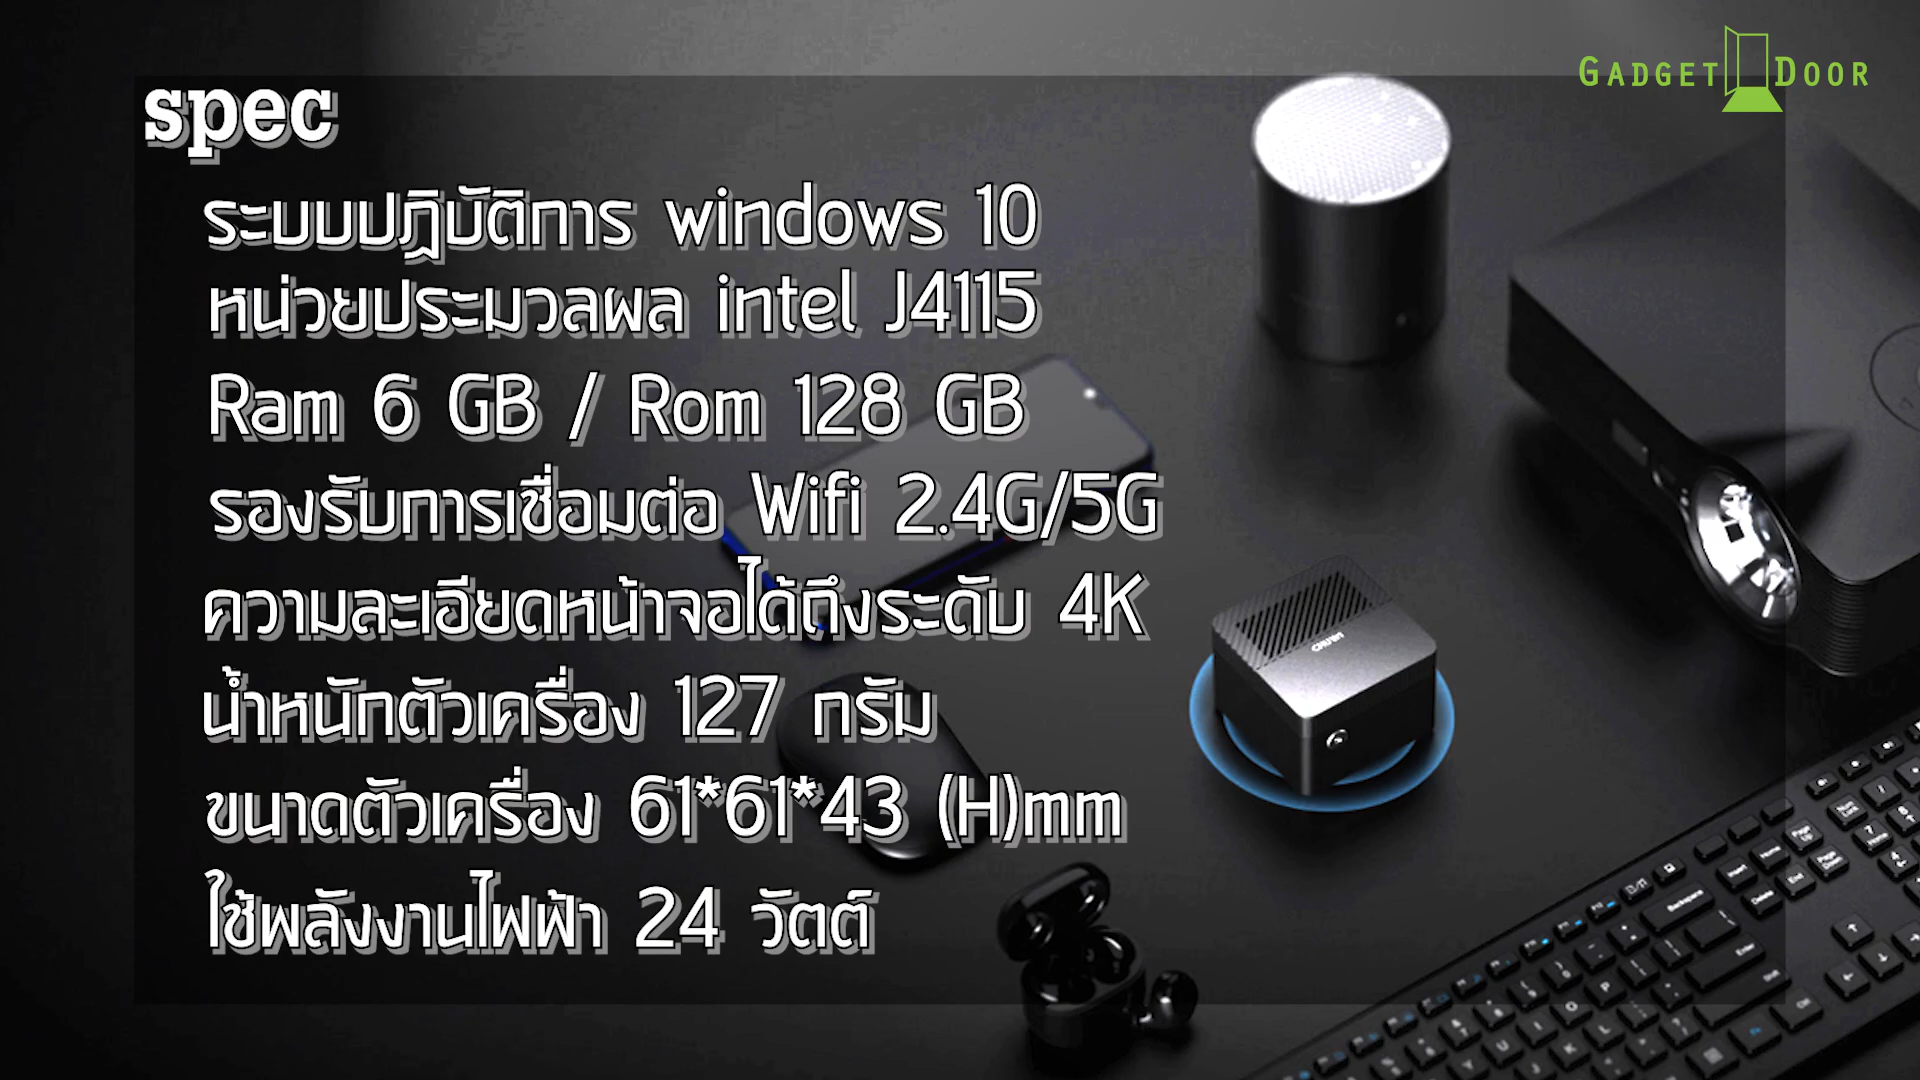 GADGET DOOR
spec
ระบบปฏิบัติการ windows 10
หน่วยประมวลผล intel J4115
Ram 6 GB / Rom 128 GB
รองรับการเชื่อมต่อ Wifi 2.4G/5G
ความละเอียดหน้าจอได้ถึงระดับ 4K
น้ำหนักตัวเครื่อง 127 กรัม
ขนาดตัวเครื่อง 61*61*43 (H)mm
ใช้พลังงานไฟฟ้า 24 วัตต์
CHUWI